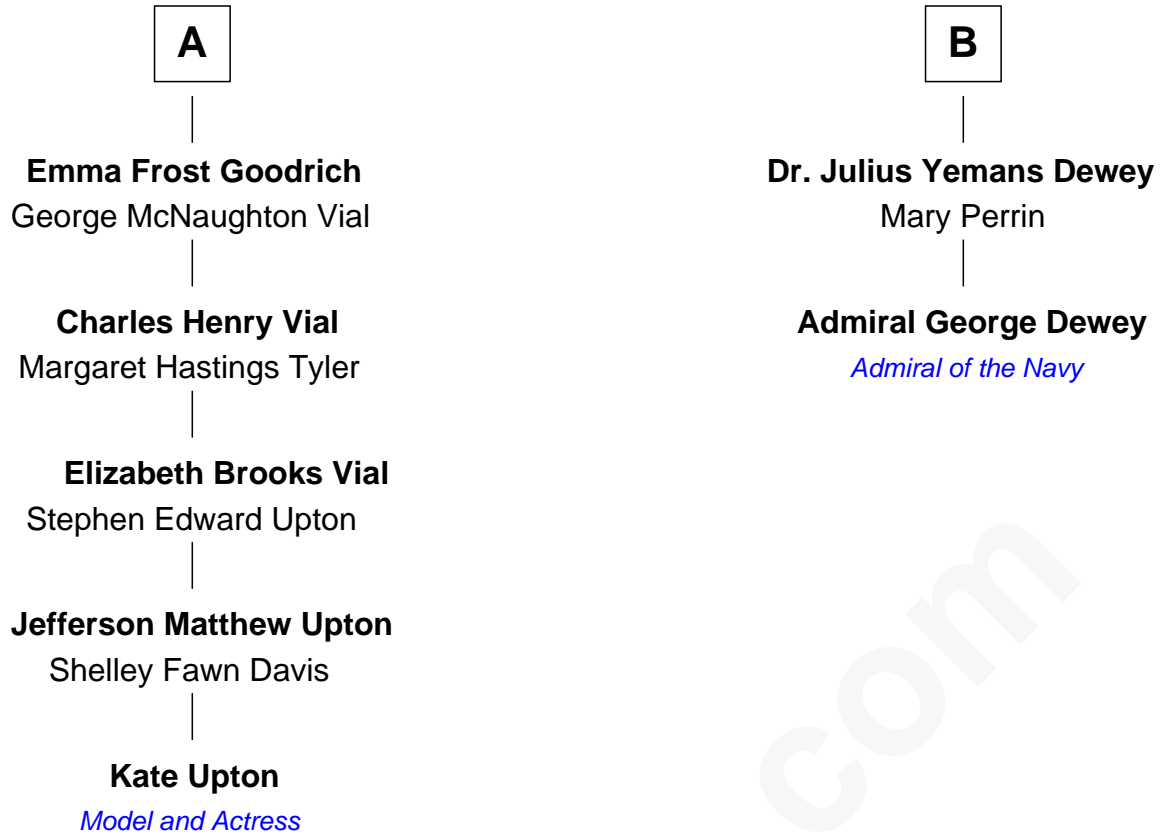 A
Emma Frost Goodrich
George McNaughton Vial
Charles Henry Vial
Margaret Hastings Tyler
Elizabeth Brooks Vial
Stephen Edward Upton
Jefferson Matthew Upton
Shelley Fawn Davis
Kate Upton
Model and Actress
B
Dr. Julius Yemans Dewey
Mary Perrin
Admiral George Dewey
Admiral of the Navy
com